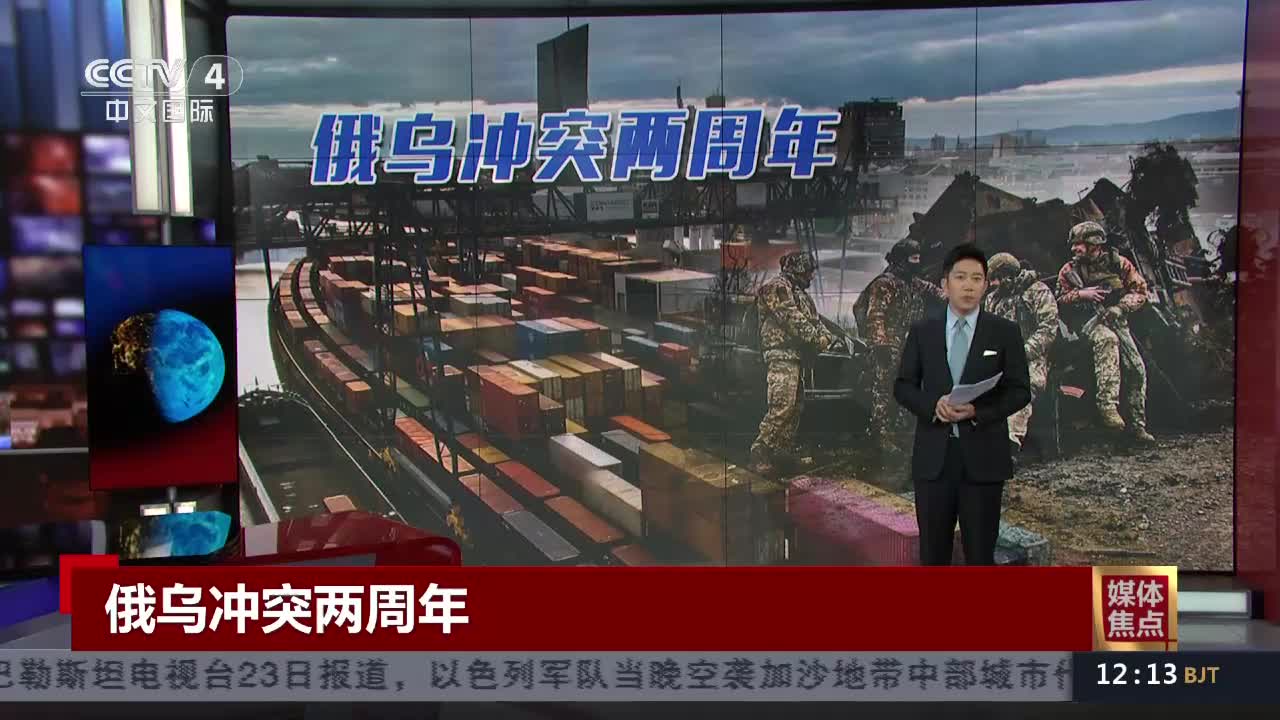 CCTV 4
中文国际
俄乌冲突两周年
俄乌冲突两周年
媒体
焦点
巴勒斯坦电视台23日报道，以色列军队当晚空袭加沙地带中部城市
12:13 BJT